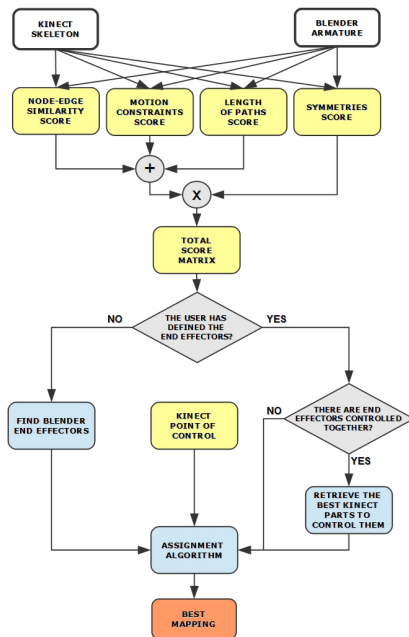 KINECT
SKELETON
BLENDER
ARMATURE
NODE-EDGE
SIMILARITY
SCORE
MOTION
CONSTRAINTS
SCORE
LENGTH
OF PATHS
SCORE
SYMMETRIES
SCORE
+
X
TOTAL
SCORE
MATRIX
NO
THE USER HAS
DEFINED THE
END EFFECTORS?
YES
FIND BLENDER
END EFFECTORS
KINECT
POINT OF
CONTROL
NO
THERE ARE END
EFFECTORS CONTROLLED
TOGETHER?
YES
RETRIEVE THE
BEST KINECT
PARTS TO
CONTROL THEM
ASSIGNMENT
ALGORITHM
BEST
MAPPING